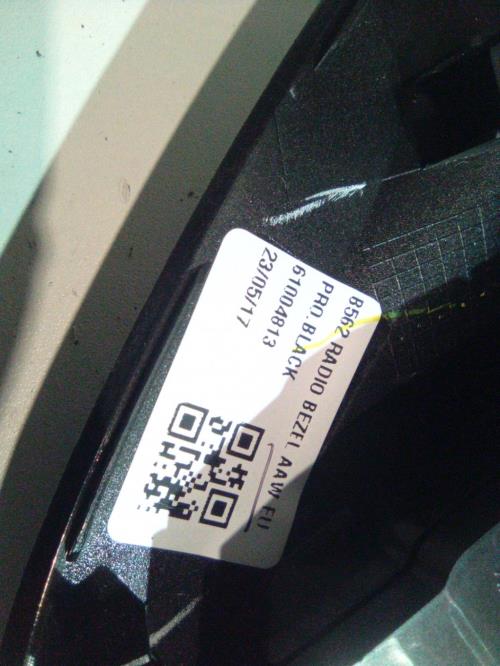 8562 RADIO BEZEL AAW EU
PRO.BLACK
61004813
23/05/17